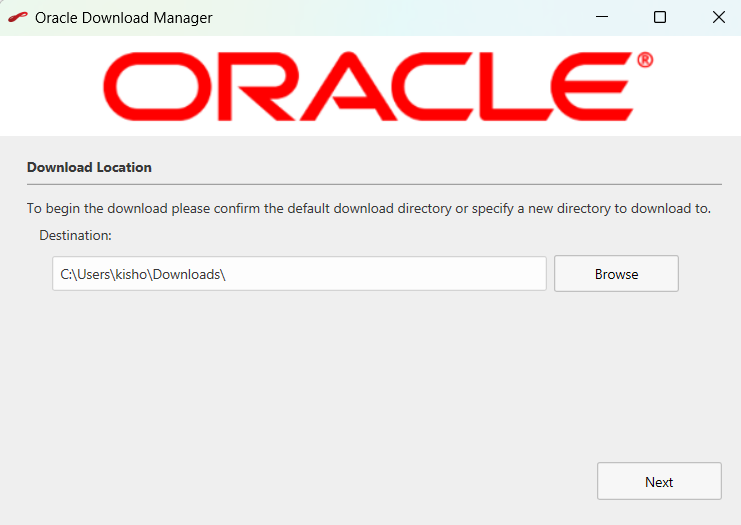 Oracle Download Manager
ORACLE®
Download Location
To begin the download please confirm the default download directory or specify a new directory to download to.
Destination:
C:\Users\kisho\Downloads\
Browse
Next